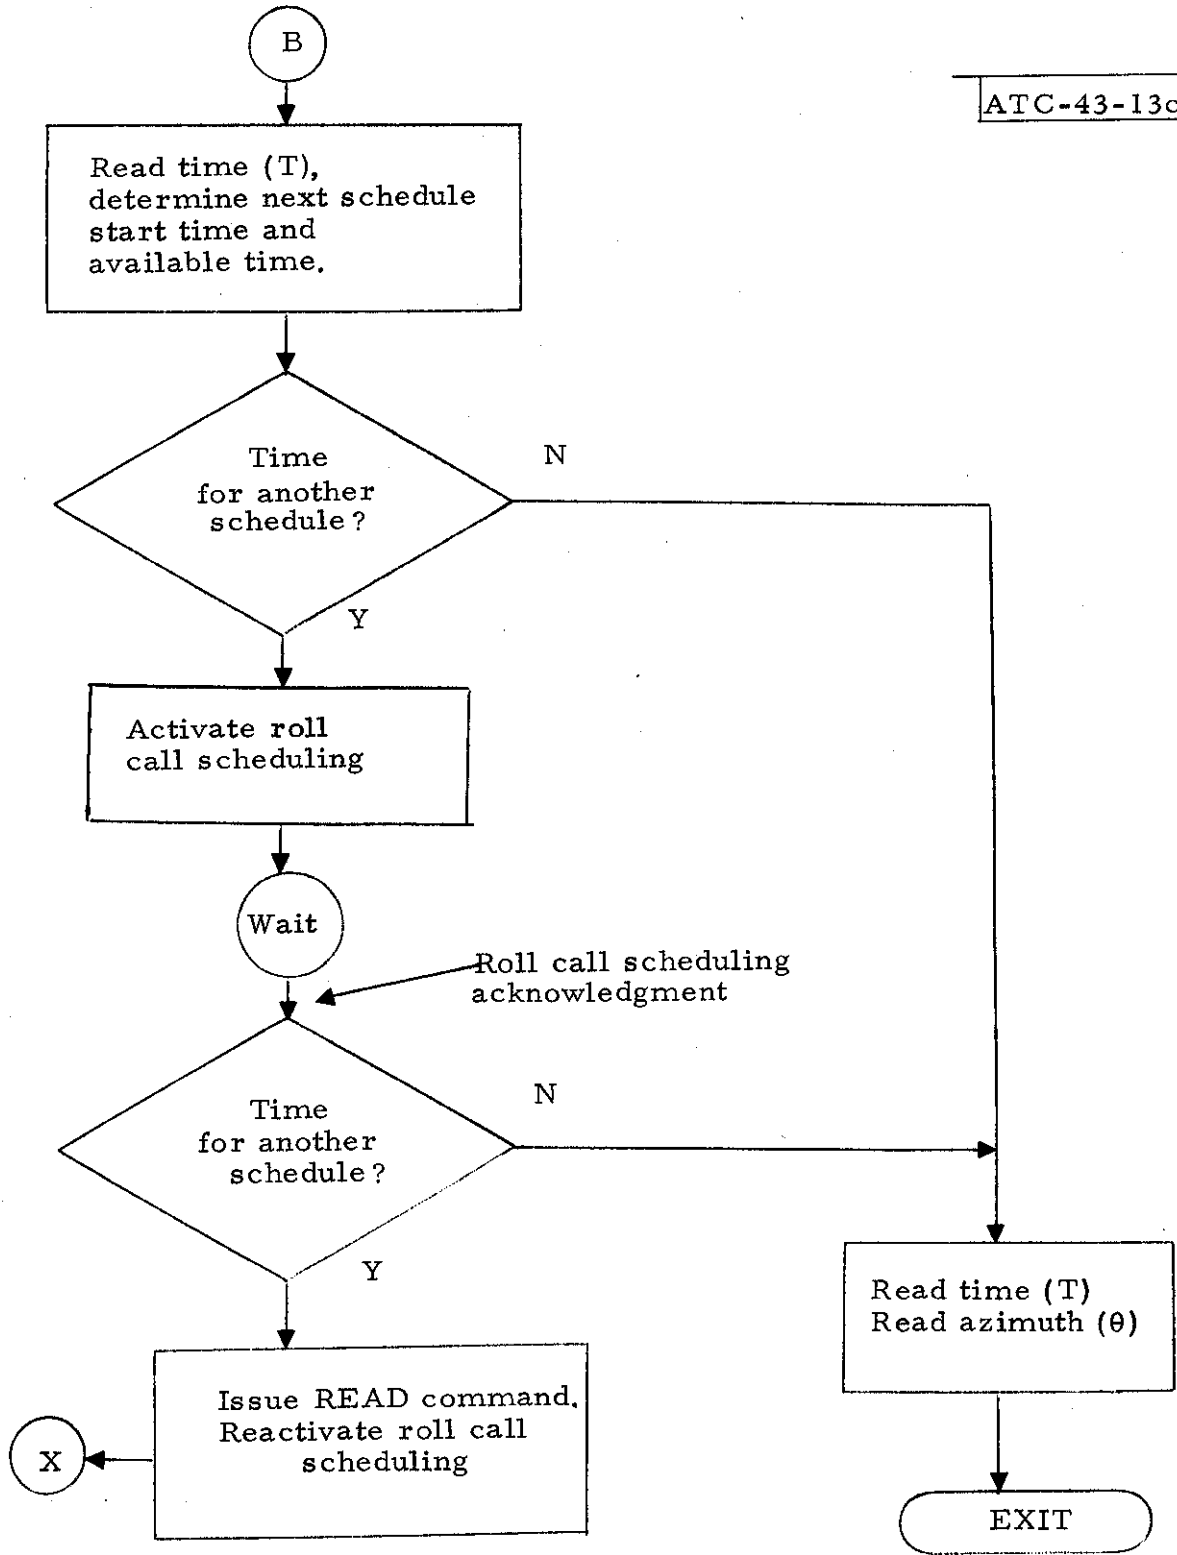 B
ATC-43-13c
Read time (T),
determine next schedule
start time and
available time.
Time
for another
schedule?
N
Y
Activate roll
call scheduling
Wait
Roll call scheduling
acknowledgment
Time
for another
schedule?
N
Y
Read time (T)
Read azimuth (θ)
Issue READ command.
Reactivate roll call
scheduling
X
EXIT